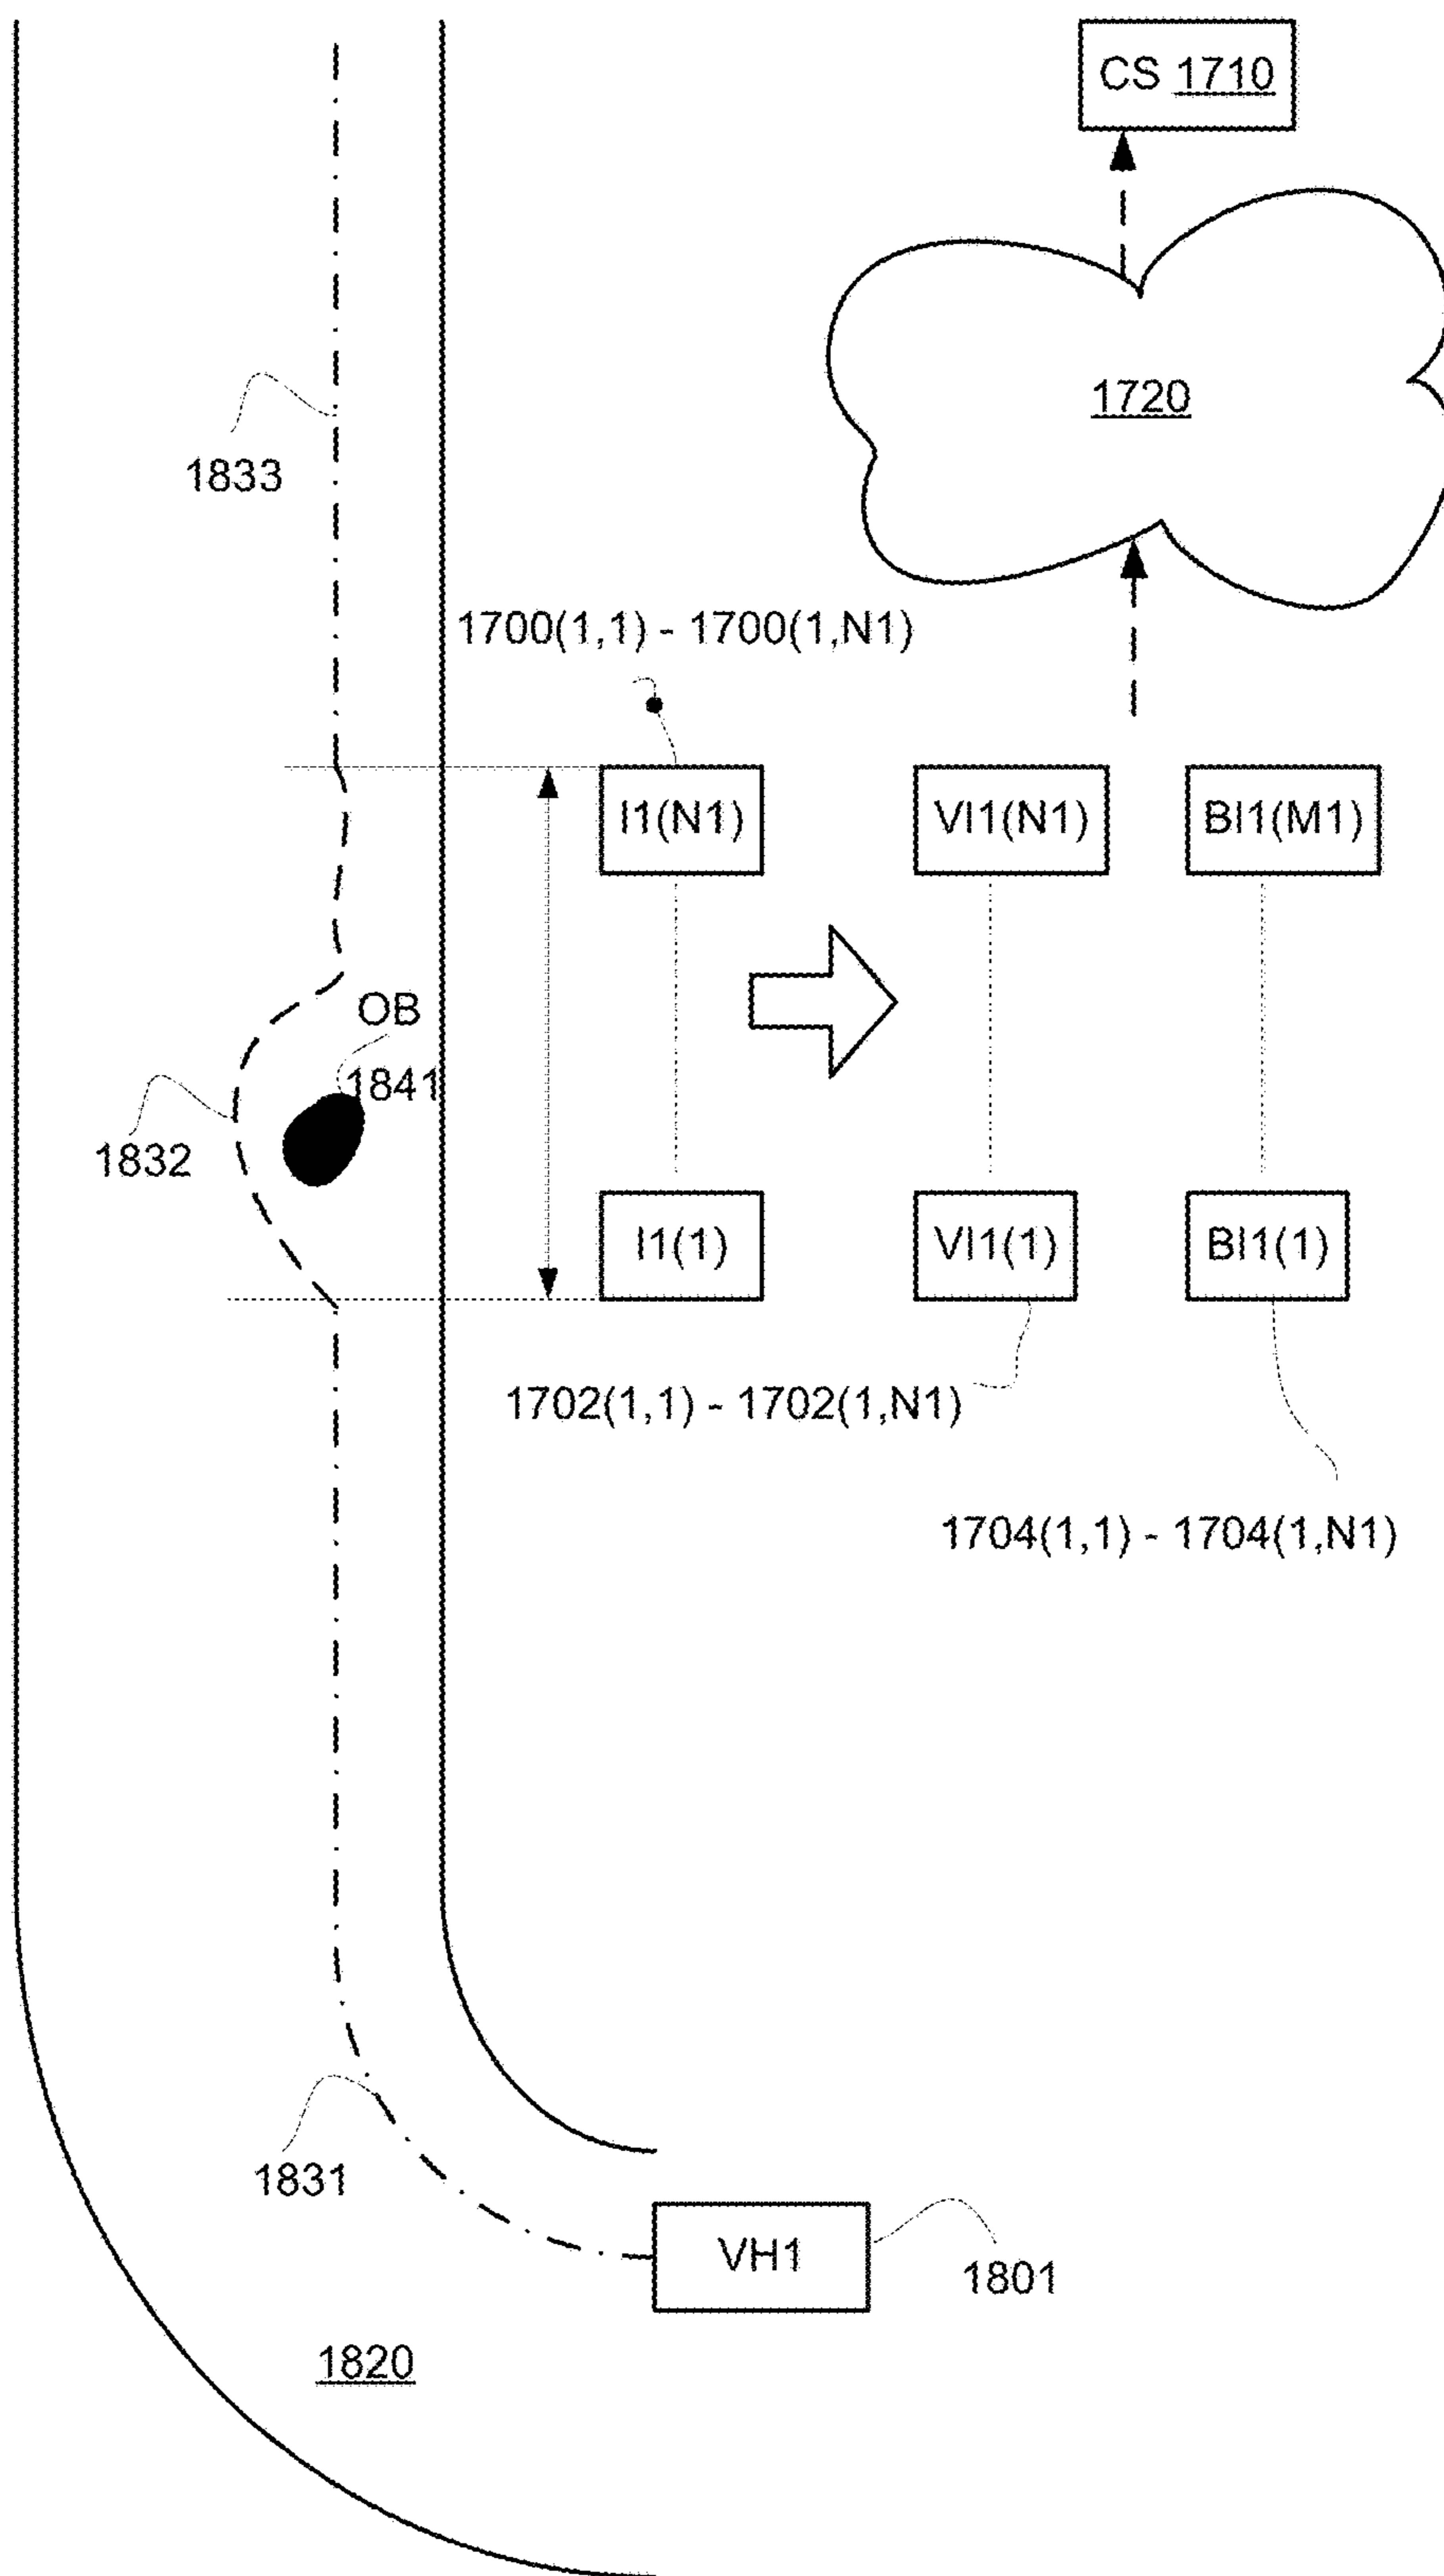 CS 1710
1720
1833
1700(1,1) - 1700(1,N1)
I1(N1)
VI1(N1)
BI1(M1)
OB
1841
1832
I1(1)
VI1(1)
BI1(1)
1702(1,1) - 1702(1,N1)
1704(1,1) - 1704(1,N1)
1831
VH1
1801
1820